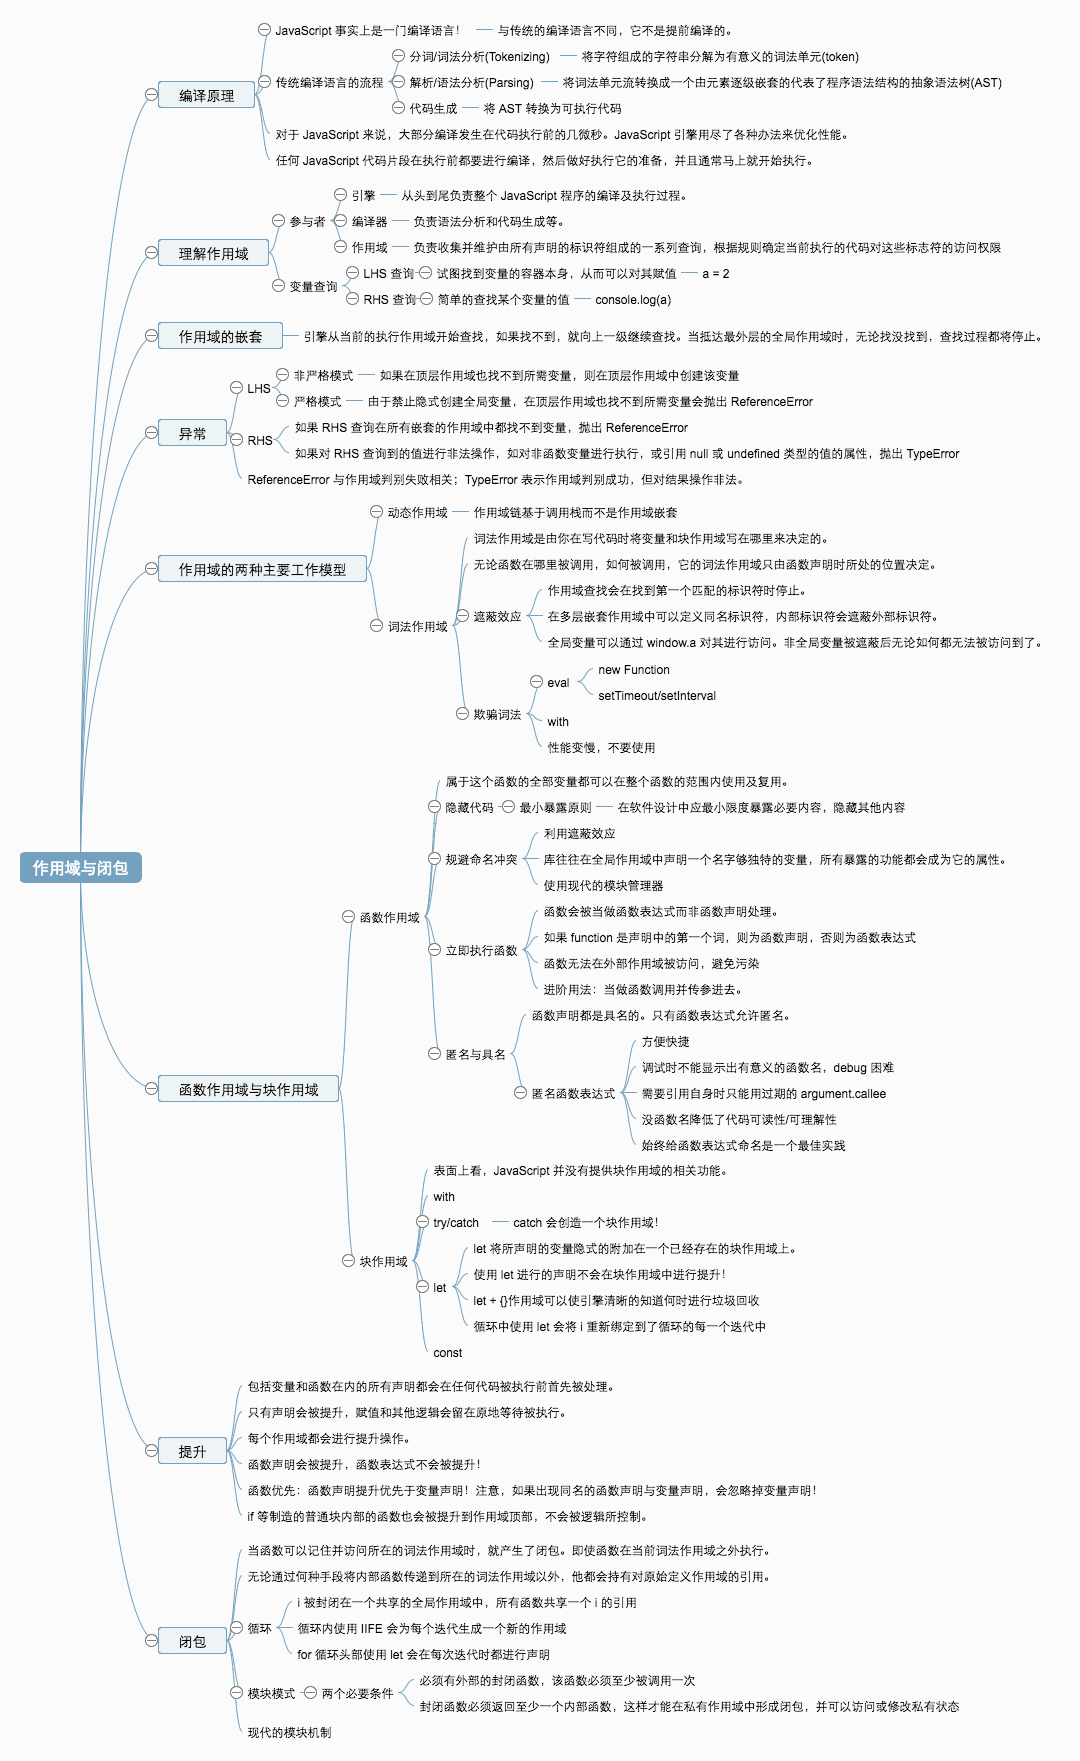 JavaScript 事实上是一门编译语言！
与传统的编译语言不同，它不是提前编译的。
分词/词法分析(Tokenizing)
将字符组成的字符串分解为有意义的词法单元(token)
编译原理
传统编译语言的流程
解析/语法分析(Parsing)
将词法单元流转换成一个由元素逐级嵌套的代表了程序语法结构的抽象语法树(AST)
代码生成
将 AST 转换为可执行代码
对于 JavaScript 来说，大部分编译发生在代码执行前的几微秒。JavaScript 引擎用尽了各种办法来优化性能。
任何 JavaScript 代码片段在执行前都要进行编译，然后做好执行它的准备，并且通常马上就开始执行。
引擎
从头到尾负责整个 JavaScript 程序的编译及执行过程。
参与者
编译器
负责语法分析和代码生成等。
作用域
负责收集并维护由所有声明的标识符组成的一系列查询，根据规则确定当前执行的代码对这些标志符的访问权限
理解作用域
变量查询
LHS 查询
试图找到变量的容器本身，从而可以对其赋值
a = 2
RHS 查询
简单的查找某个变量的值
console.log(a)
作用域的嵌套
引擎从当前的执行作用域开始查找，如果找不到，就向上一级继续查找。当抵达最外层的全局作用域时，无论找没找到，查找过程都将停止。
LHS
非严格模式
如果在顶层作用域也找不到所需变量，则在顶层作用域中创建该变量
严格模式
由于禁止隐式创建全局变量，在顶层作用域也找不到所需变量会抛出 ReferenceError
异常
RHS
如果 RHS 查询在所有嵌套的作用域中都找不到变量，抛出 ReferenceError
如果对 RHS 查询到的值进行非法操作，如对非函数变量进行执行，或引用 null 或 undefined 类型的值的属性，抛出 TypeError
ReferenceError 与作用域判别失败相关；TypeError 表示作用域判别成功，但对结果操作非法。
动态作用域
作用域链基于调用栈而不是作用域嵌套
作用域的两种主要工作模型
词法作用域
词法作用域是由你在写代码时将变量和块作用域写在哪里来决定的。
无论函数在哪里被调用，如何被调用，它的词法作用域只由函数声明时所处的位置决定。
遮蔽效应
作用域查找会在找到第一个匹配的标识符时停止。
在多层嵌套作用域中可以定义同名标识符，内部标识符会遮蔽外部标识符。
全局变量可以通过 window.a 对其进行访问。非全局变量被遮蔽后无论如何都无法被访问到了。
欺骗词法
eval
new Function
setTimeout/setInterval
with
性能变慢，不要使用
作用域与闭包
函数作用域与块作用域
函数作用域
属于这个函数的全部变量都可以在整个函数的范围内使用及复用。
隐藏代码
最小暴露原则
在软件设计中应最小限度暴露必要内容，隐藏其他内容
规避命名冲突
利用遮蔽效应
库往往在全局作用域中声明一个名字够独特的变量，所有暴露的功能都会成为它的属性。
使用现代的模块管理器
立即执行函数
函数会被当做函数表达式而非函数声明处理。
如果 function 是声明中的第一个词，则为函数声明，否则为函数表达式
函数无法在外部作用域被访问，避免污染
进阶用法：当做函数调用并传参进去。
匿名与具名
函数声明都是具名的。只有函数表达式允许匿名。
匿名函数表达式
方便快捷
调试时不能显示出有意义的函数名，debug 困难
需要引用自身时只能用过期的 argument.callee
没函数名降低了代码可读性/可理解性
始终给函数表达式命名是一个最佳实践
块作用域
表面上看，JavaScript 并没有提供块作用域的相关功能。
with
try/catch
catch 会创造一个块作用域！
let
let 将所声明的变量隐式的附加在一个已经存在的块作用域上。
使用 let 进行的声明不会在块作用域中进行提升！
let + {}作用域可以使引擎清晰的知道何时进行垃圾回收
循环中使用 let 会将 i 重新绑定到了循环的每一个迭代中
const
提升
包括变量和函数在内的所有声明都会在任何代码被执行前首先被处理。
只有声明会被提升，赋值和其他逻辑会留在原地等待被执行。
每个作用域都会进行提升操作。
函数声明会被提升，函数表达式不会被提升！
函数优先：函数声明提升优先于变量声明！注意，如果出现同名的函数声明与变量声明，会忽略掉变量声明！
if 等制造的普通块内部的函数也会被提升到作用域顶部，不会被逻辑所控制。
闭包
当函数可以记住并访问所在的词法作用域时，就产生了闭包。即使函数在当前词法作用域之外执行。
无论通过何种手段将内部函数传递到所在的词法作用域以外，他都会持有对原始定义作用域的引用。
循环
i 被封闭在一个共享的全局作用域中，所有函数共享一个 i 的引用
循环内使用 IIFE 会为每个迭代生成一个新的作用域
for 循环头部使用 let 会在每次迭代时都进行声明
模块模式
两个必要条件
必须有外部的封闭函数，该函数必须至少被调用一次
封闭函数必须返回至少一个内部函数，这样才能在私有作用域中形成闭包，并可以访问或修改私有状态
现代的模块机制